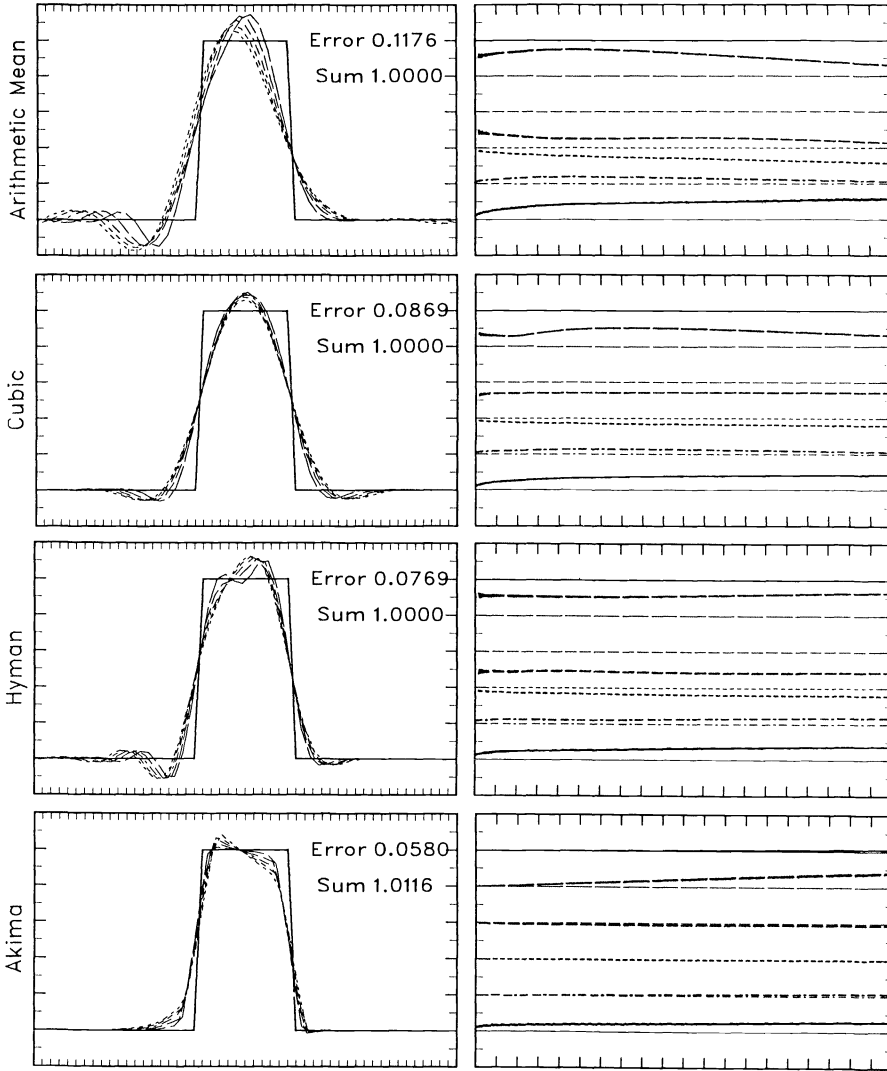 Arithmetic Mean
Error 0.1176
Sum 1.0000
Cubic
Error 0.0869
Sum 1.0000
Hyman
Error 0.0769
Sum 1.0000
Akima
Error 0.0580
Sum 1.0116